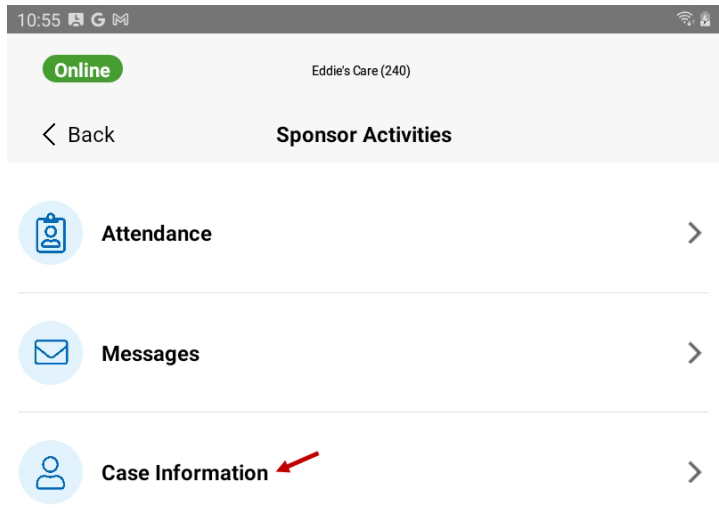 10:55 G M
Online
Eddie's Care (240)
Back
Sponsor Activities
Attendance
Messages
Case Information